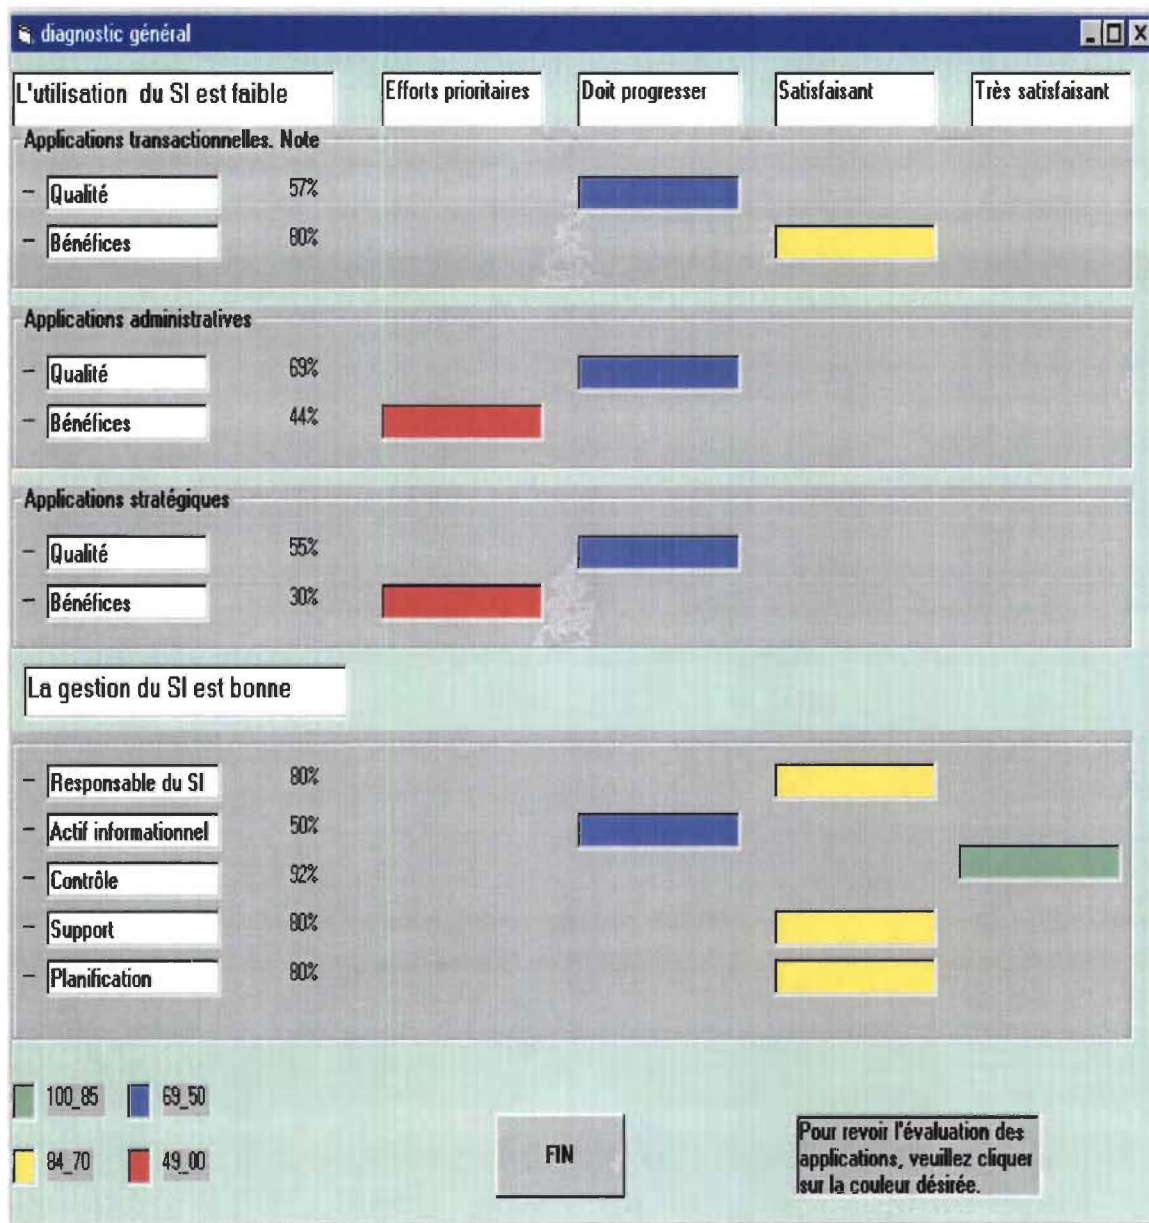 diagnostic général
L'utilisation du SI est faible Efforts prioritaires Doit progresser Satisfaisant Très satisfaisant
Applications transactionnelles. Note
- Qualité 57%
- Bénéfices 80%
Applications administratives
- Qualité 69%
- Bénéfices 44%
Applications stratégiques
- Qualité 55%
- Bénéfices 30%
La gestion du SI est bonne
- Responsable du SI 80%
- Actif informationnel 50%
- Contrôle 92%
- Support 80%
- Planification 80%
100_85 69_50
84_70 49_00
FIN
Pour revoir l'évaluation des
applications, veuillez cliquer
sur la couleur désirée.